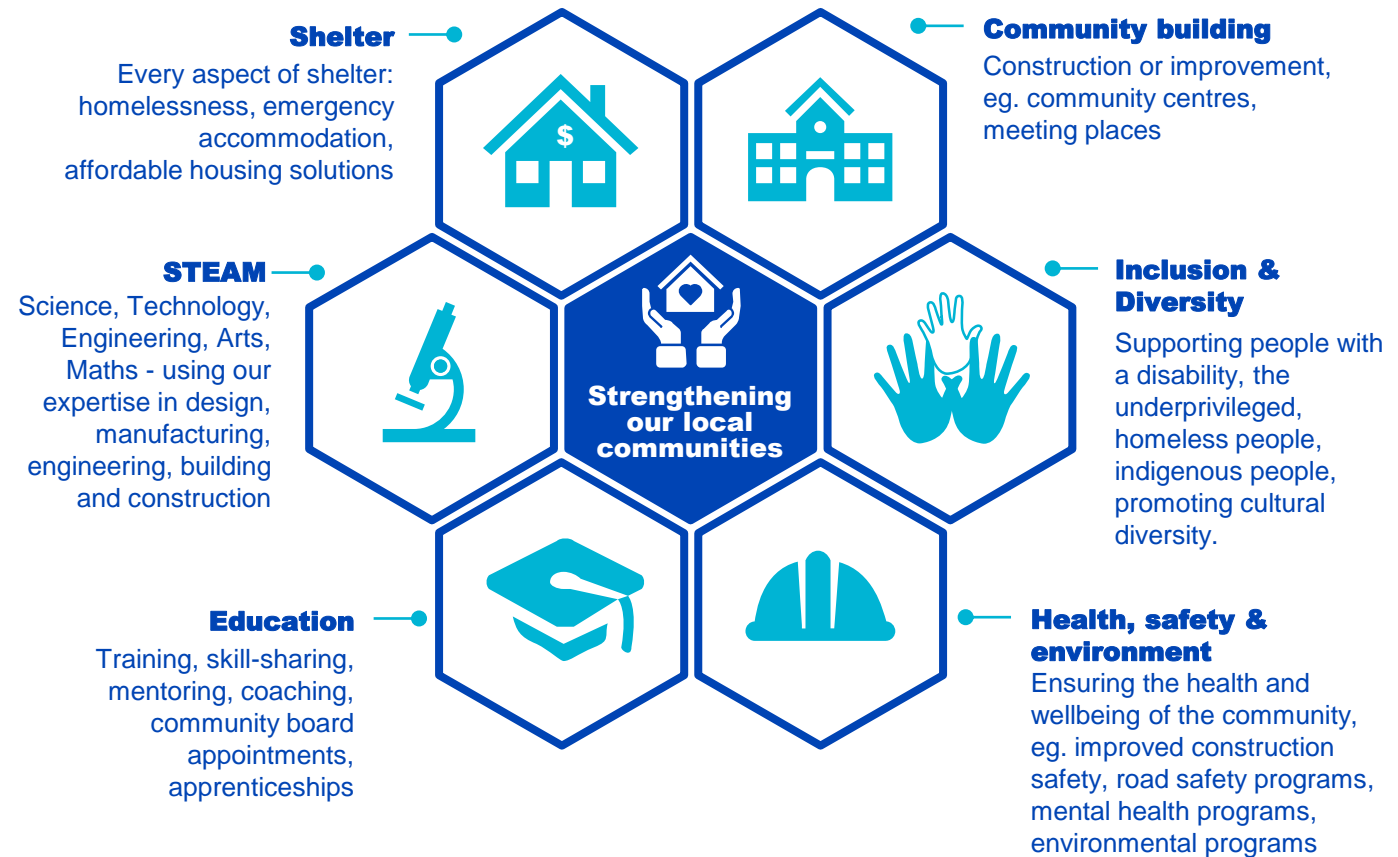 Shelter
Every aspect of shelter:
homelessness, emergency
accommodation,
affordable housing solutions
$
Community building
Construction or improvement,
eg. community centres,
meeting places
STEAM
Science, Technology,
Engineering, Arts,
Maths - using our
expertise in design,
manufacturing,
engineering, building
and construction
Strengthening
our local
communities
Inclusion &
Diversity
Supporting people with
a disability, the
underprivileged,
homeless people,
indigenous people,
promoting cultural
diversity.
Education
Training, skill-sharing,
mentoring, coaching,
community board
appointments,
apprenticeships
Health, safety &
environment
Ensuring the health and
wellbeing of the community,
eg. improved construction
safety, road safety programs,
mental health programs,
environmental programs